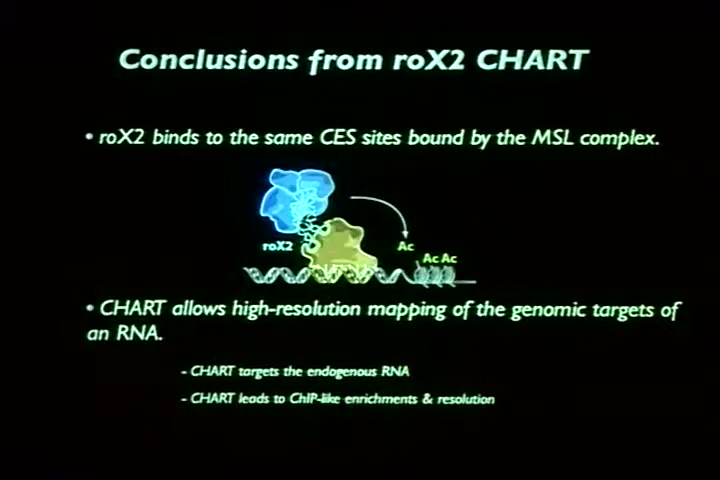 Conclusions from roX2 CHART
• roX2 binds to the same CES sites bound by the MSL complex.
roX2
Ac
Ac Ac
• CHART allows high-resolution mapping of the genomic targets of
an RNA.
- CHART targets the endogenous RNA
- CHART leads to ChIP-like enrichments & resolution